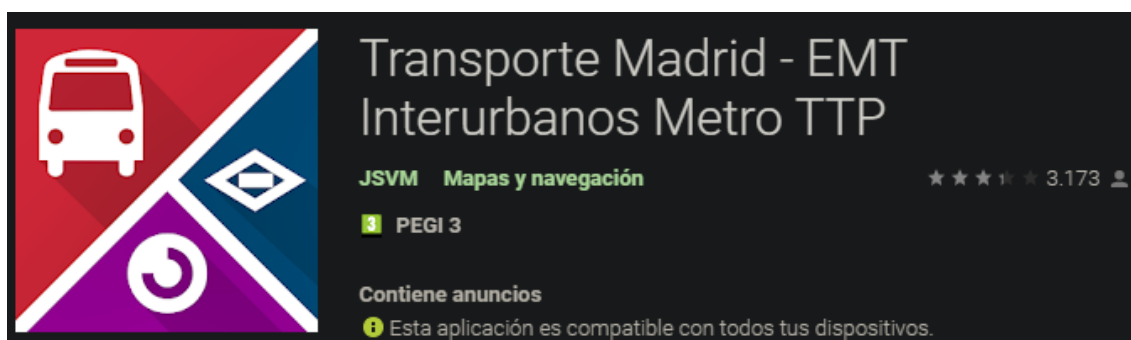 Transporte Madrid - EMT
Interurbanos Metro TTP
JSVM Mapas y navegación
3.173
3 PEGI 3
Contiene anuncios
Esta aplicación es compatible con todos tus dispositivos.